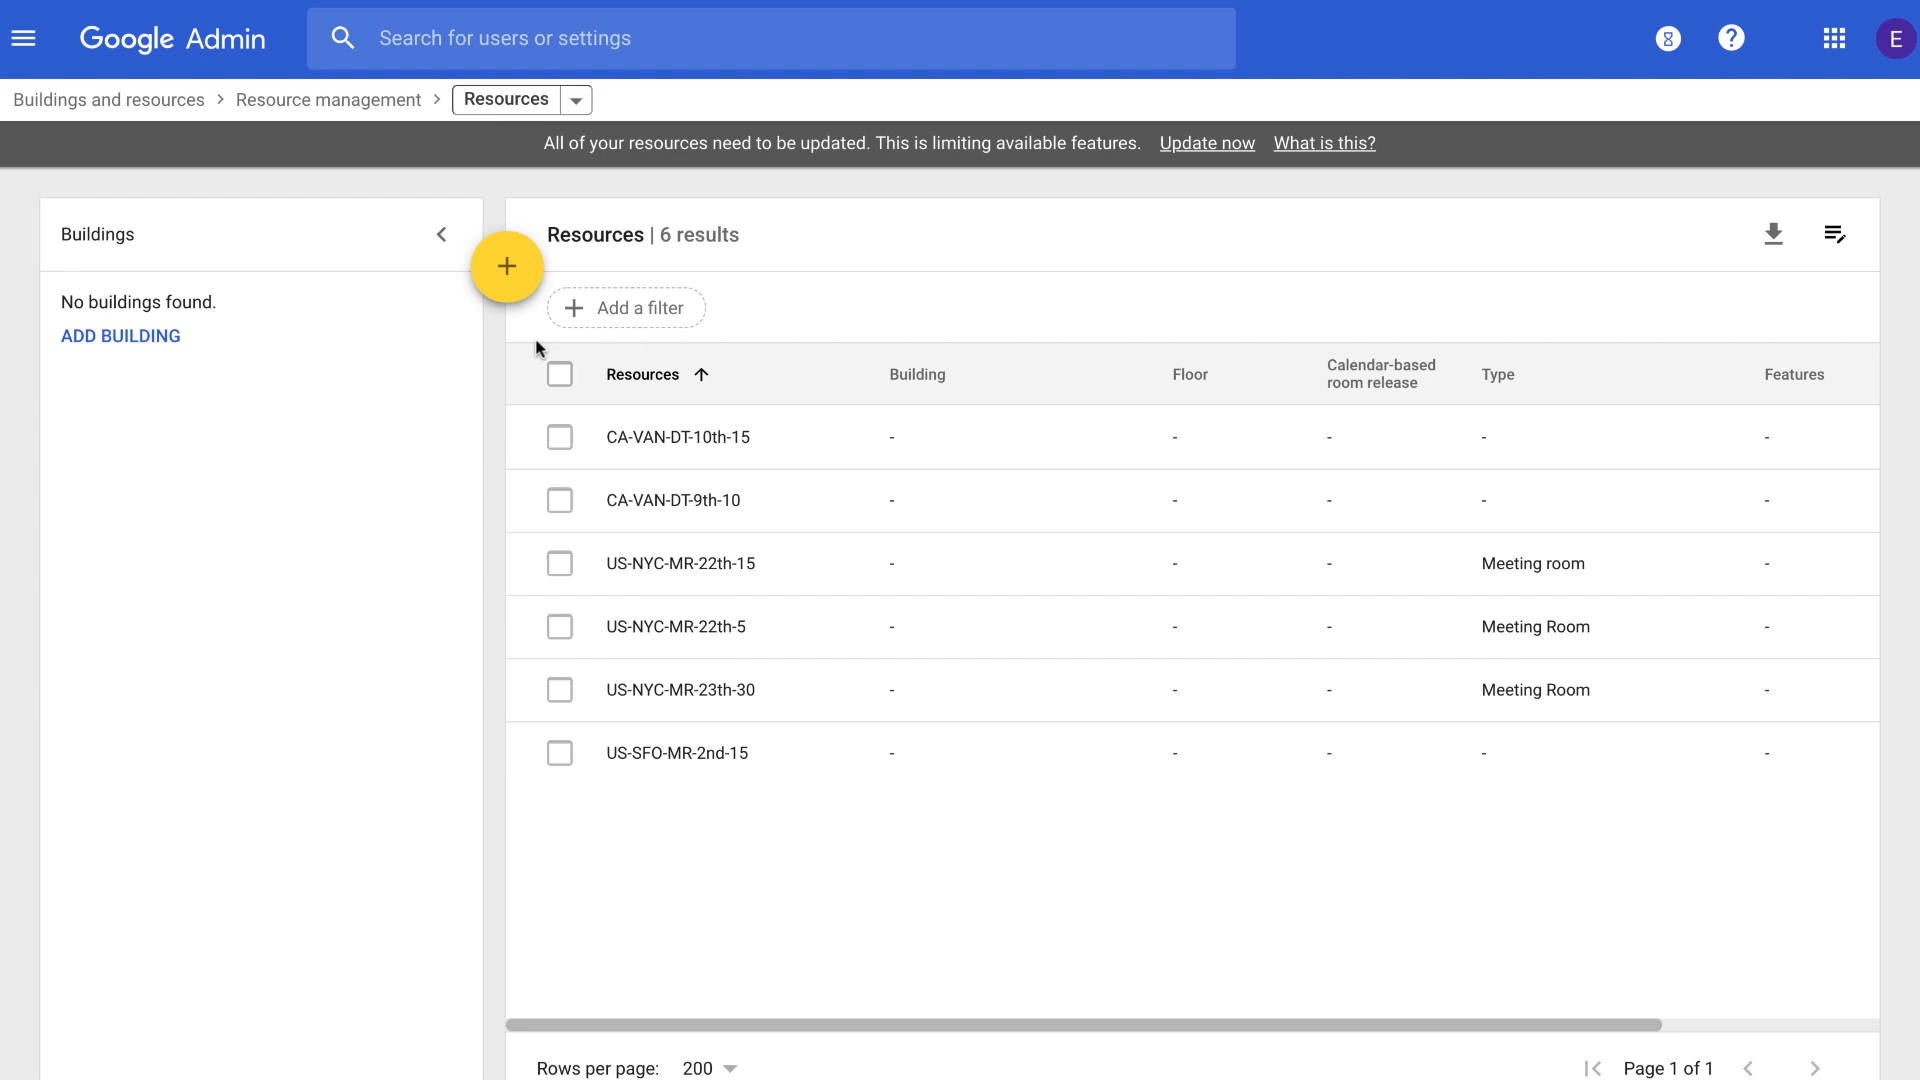 Google Admin
Search for users or settings
E
Buildings and resources > Resource management > Resources
All of your resources need to be updated. This is limiting available features. Update now What is this?
Buildings
No buildings found.
ADD BUILDING
Resources | 6 results
Add a filter
Resources Building Floor Calendar-based room release Type Features
CA-VAN-DT-10th-15 - - - - -
CA-VAN-DT-9th-10 - - - - -
US-NYC-MR-22th-15 - - - Meeting room -
US-NYC-MR-22th-5 - - - Meeting Room -
US-NYC-MR-23th-30 - - - Meeting Room -
US-SFO-MR-2nd-15 - - - - -
Rows per page: 200 Page 1 of 1